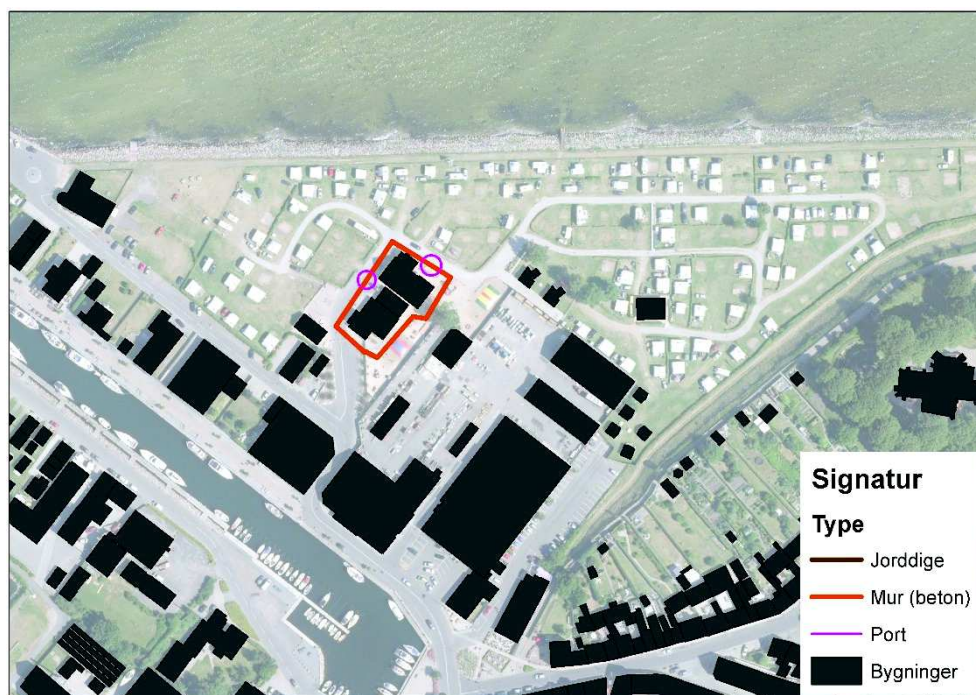 Signatur
Type
Jorddige
Mur (beton)
Port
Bygninger